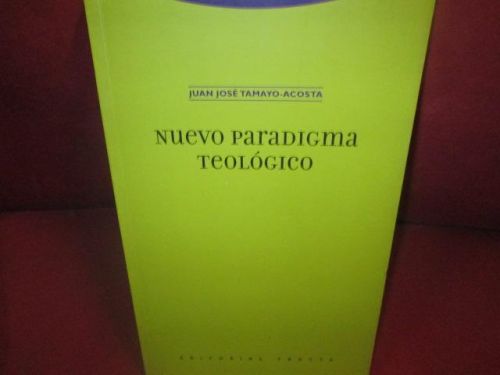 JUAN JOSÉ TAMAYO-ACOSTA
NUEVO PARADIGMA
TEOLÓGICO
EDITORIAL TROTTA